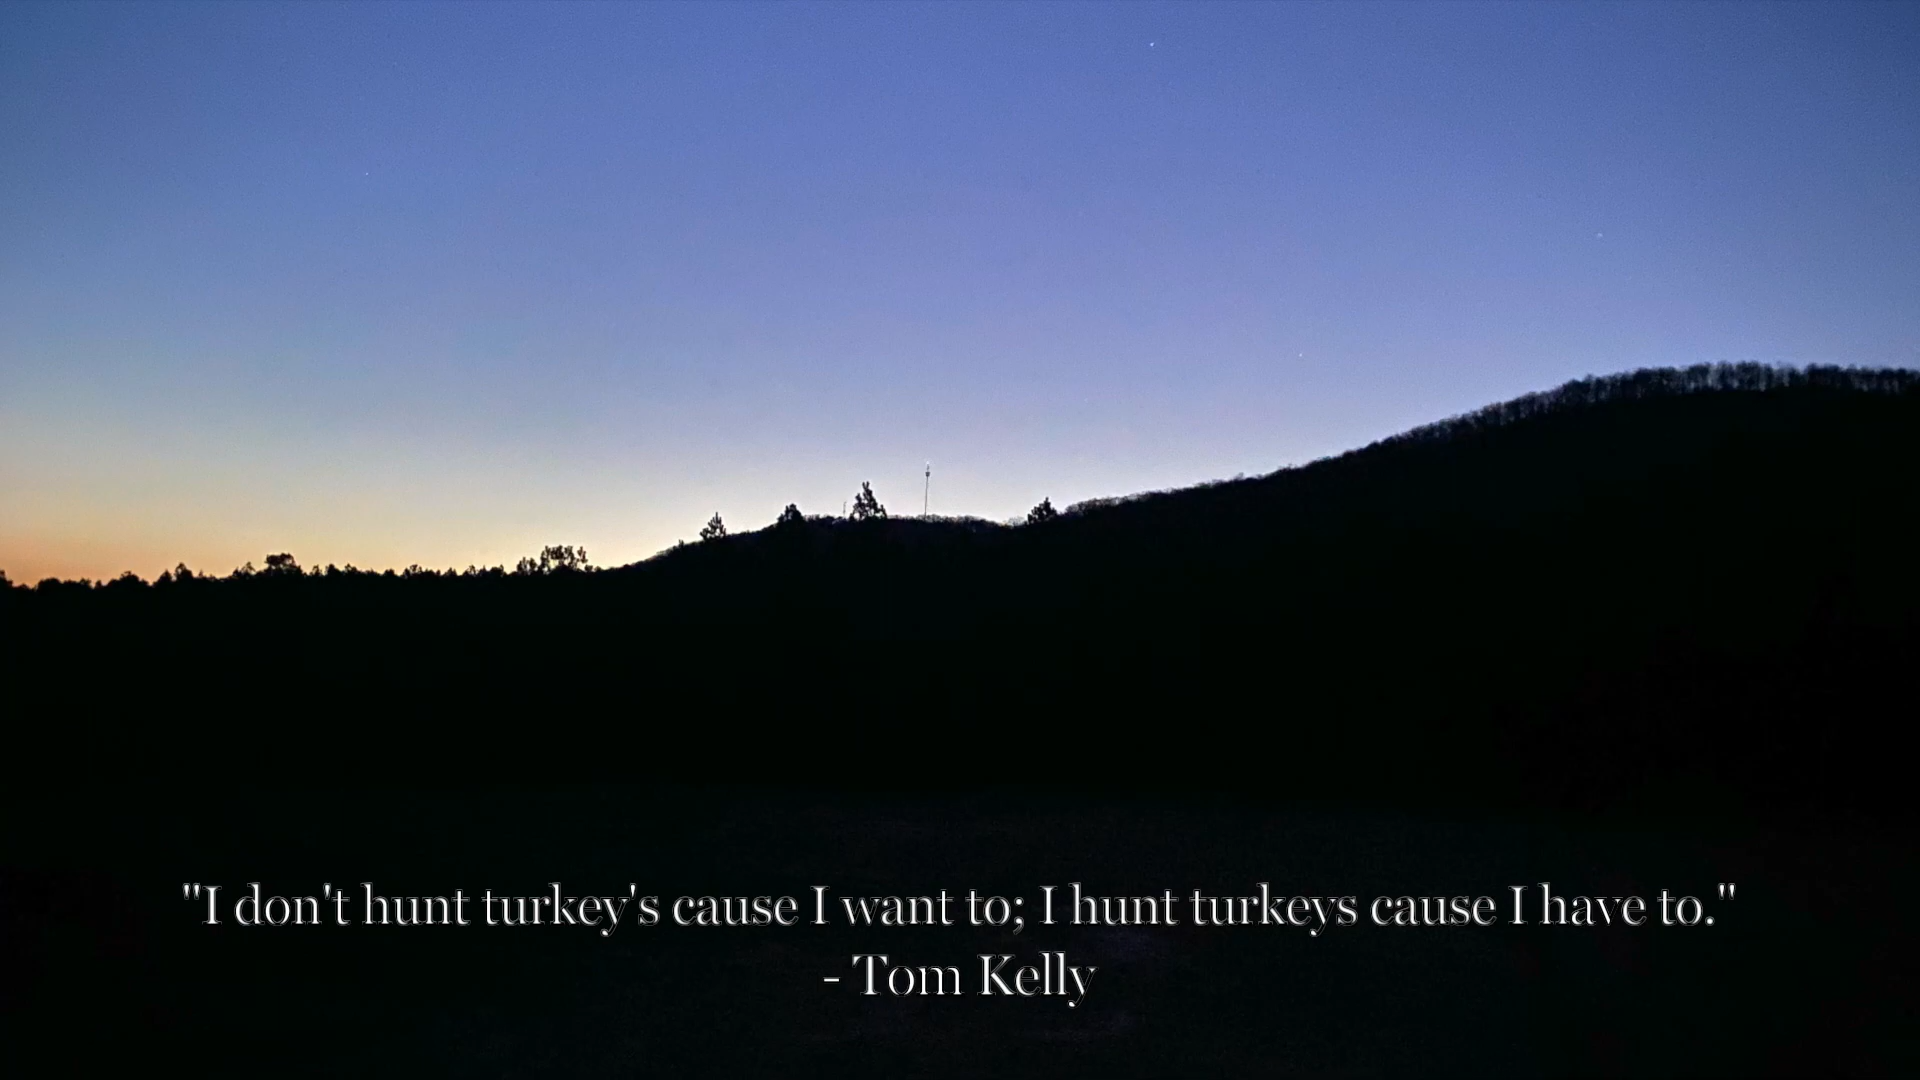 "I don't hunt turkey's cause I want to; I hunt turkeys cause I have to."
- Tom Kelly